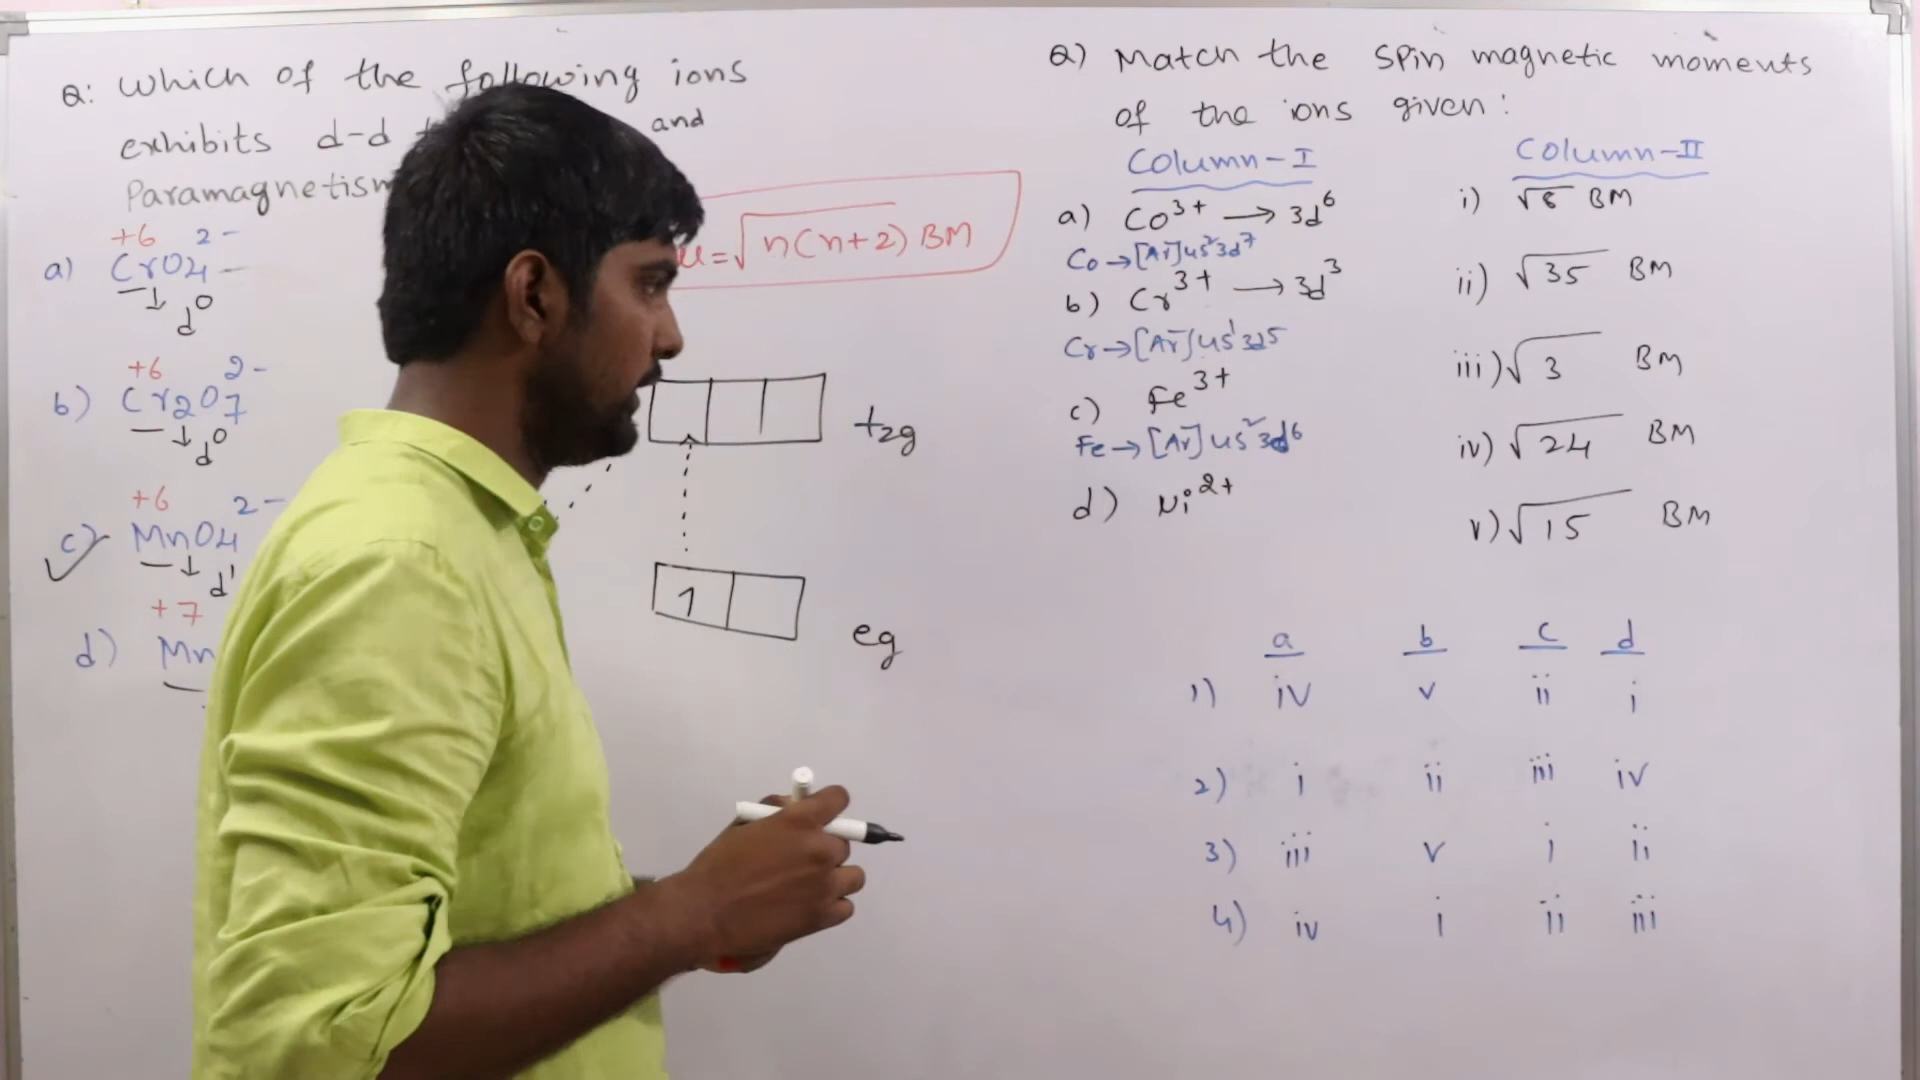 Q: Which of the following ions
exhibits d-d and
Paramagnetism
+6 2-
a) CrO4
d⁰
+6 2-
b) Cr2O7
d⁰
+6 2-
c) MnO4
d¹
+7
d) Mn
μ=√n(n+2) BM
t2g
1
eg
Q) Match the spin magnetic moments
of the ions given:
Column-I
a) Co³⁺ → 3d⁶
Co→[Ar]4s²3d⁷
b) Cr³⁺ → 3d³
Cr→[Ar]4s¹3d5
c) Fe³⁺
Fe→[Ar]4s²3d⁶
d) Ni²⁺
Column-II
i) √8 BM
ii) √35 BM
iii) √3 BM
iv) √24 BM
v) √15 BM
a b c d
1) iv v ii i
2) i ii iii iv
3) iii v i ii
4) iv i ii iii